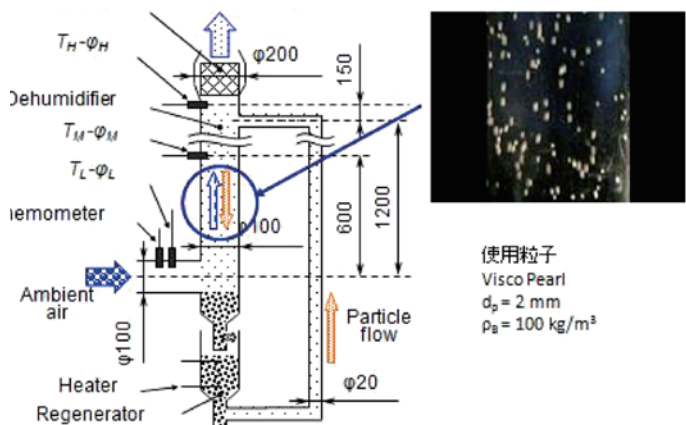 T_H-φ_H
φ200
150
Dehumidifier
T_M-φ_M
T_L-φ_L
hemometer
φ100
600
1200
Ambient
air
φ100
Particle
flow
Heater
φ20
Regenerator
使用粒子
Visco Pearl
d_p = 2 mm
ρ_B = 100 kg/m³